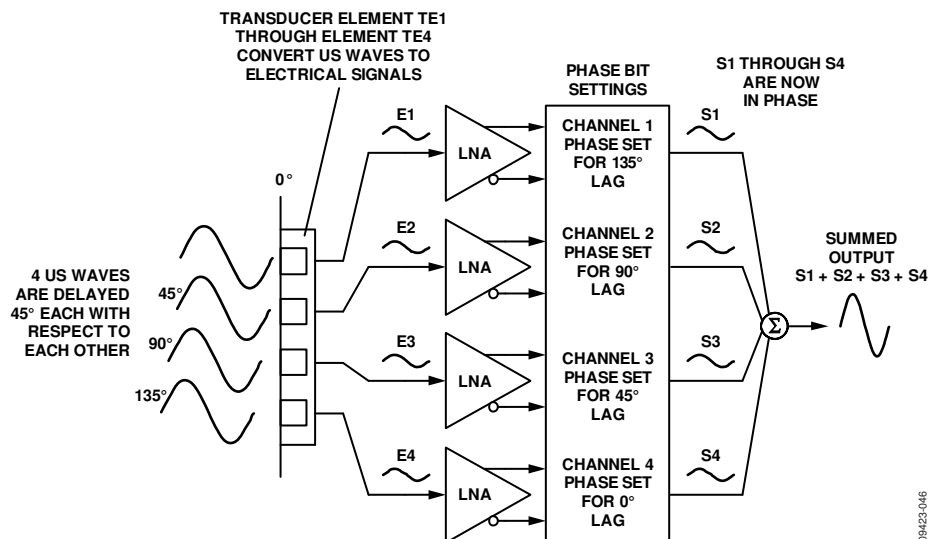 TRANSDUCER ELEMENT TE1
THROUGH ELEMENT TE4
CONVERT US WAVES TO
ELECTRICAL SIGNALS
PHASE BIT
SETTINGS
S1 THROUGH S4
ARE NOW
IN PHASE
0°
4 US WAVES
ARE DELAYED
45° EACH WITH
RESPECT TO
EACH OTHER
45°
90°
135°
E1
LNA
CHANNEL 1
PHASE SET
FOR 135°
LAG
S1
E2
LNA
CHANNEL 2
PHASE SET
FOR 90°
LAG
S2
E3
LNA
CHANNEL 3
PHASE SET
FOR 45°
LAG
S3
E4
LNA
CHANNEL 4
PHASE SET
FOR 0°
LAG
S4
Σ
SUMMED
OUTPUT
S1 + S2 + S3 + S4
09423-046